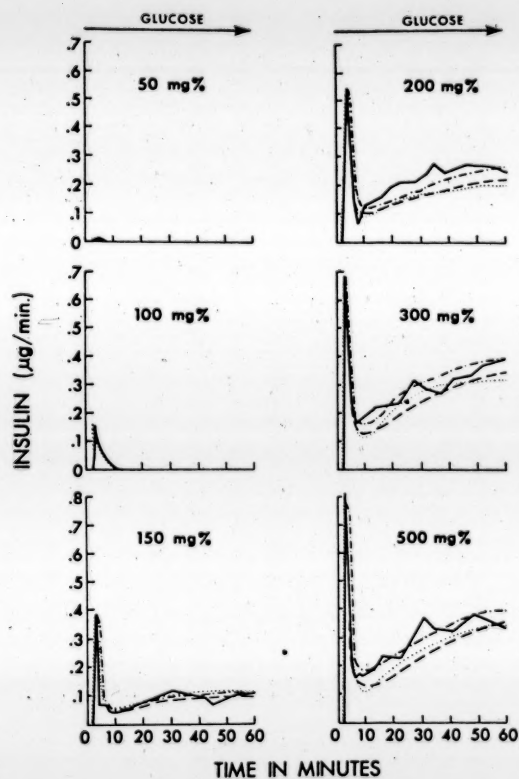 GLUCOSE GLUCOSE
50 mg%
.7
.6
.5
.4
.3
.2
.1
0
200 mg%
100 mg%
.7
.6
.5
.4
.3
.2
.1
0
300 mg%
150 mg%
.8
.7
.6
.5
.4
.3
.2
.1
10 20 30 40 50 60
500 mg%
0 10 20 30 40 50 60
INSULIN (µg/min.)
TIME IN MINUTES